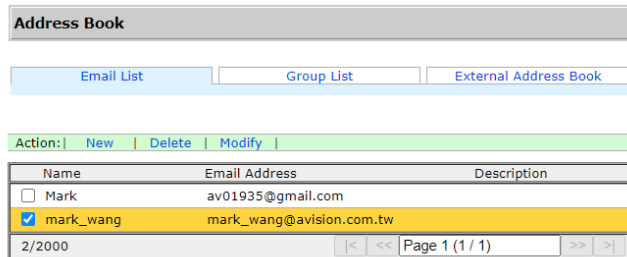 Address Book
Email List Group List External Address Book
Action:| New | Delete | Modify |
Name Email Address Description
Mark av01935@gmail.com
mark_wang mark_wang@avision.com.tw
2/2000 |< << Page 1 (1 / 1) >> >|